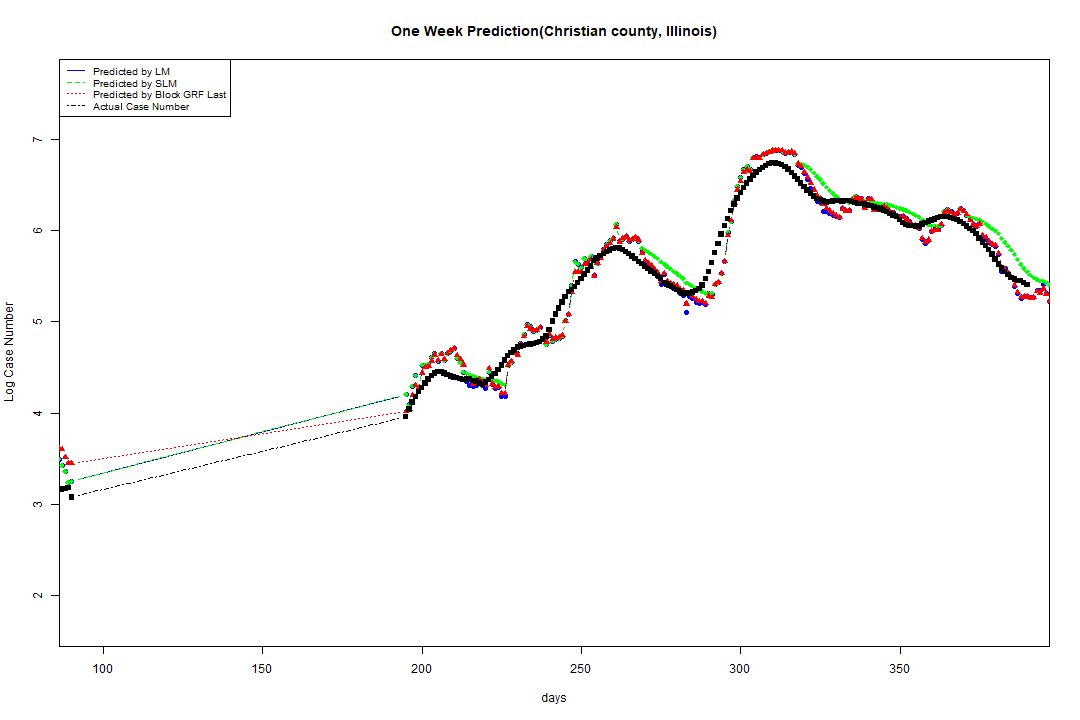 One Week Prediction(Christian county, Illinois)
Predicted by LM
Predicted by SLM
Predicted by Block GRF Last
Actual Case Number
7
6
5
4
3
2
Log Case Number
100 150 200 250 300 350
days